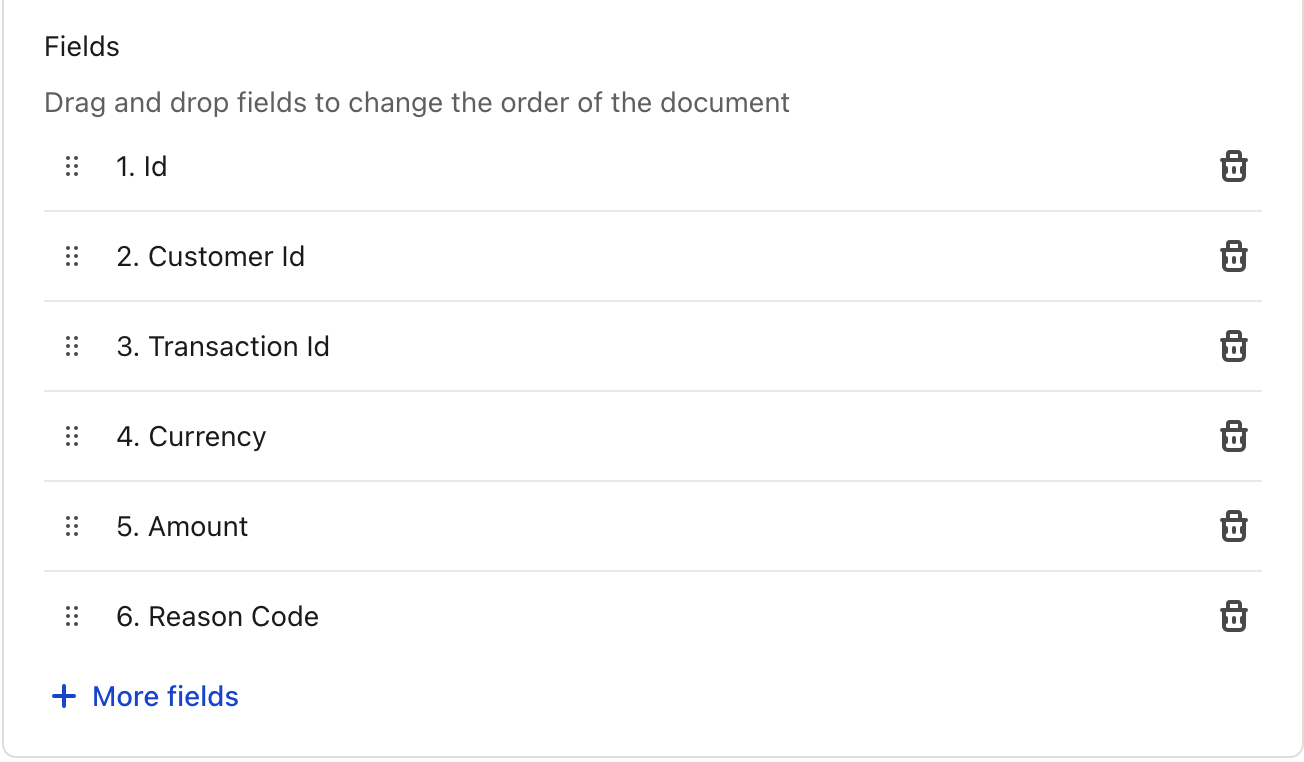 Fields
Drag and drop fields to change the order of the document
1. Id
2. Customer Id
3. Transaction Id
4. Currency
5. Amount
6. Reason Code
More fields